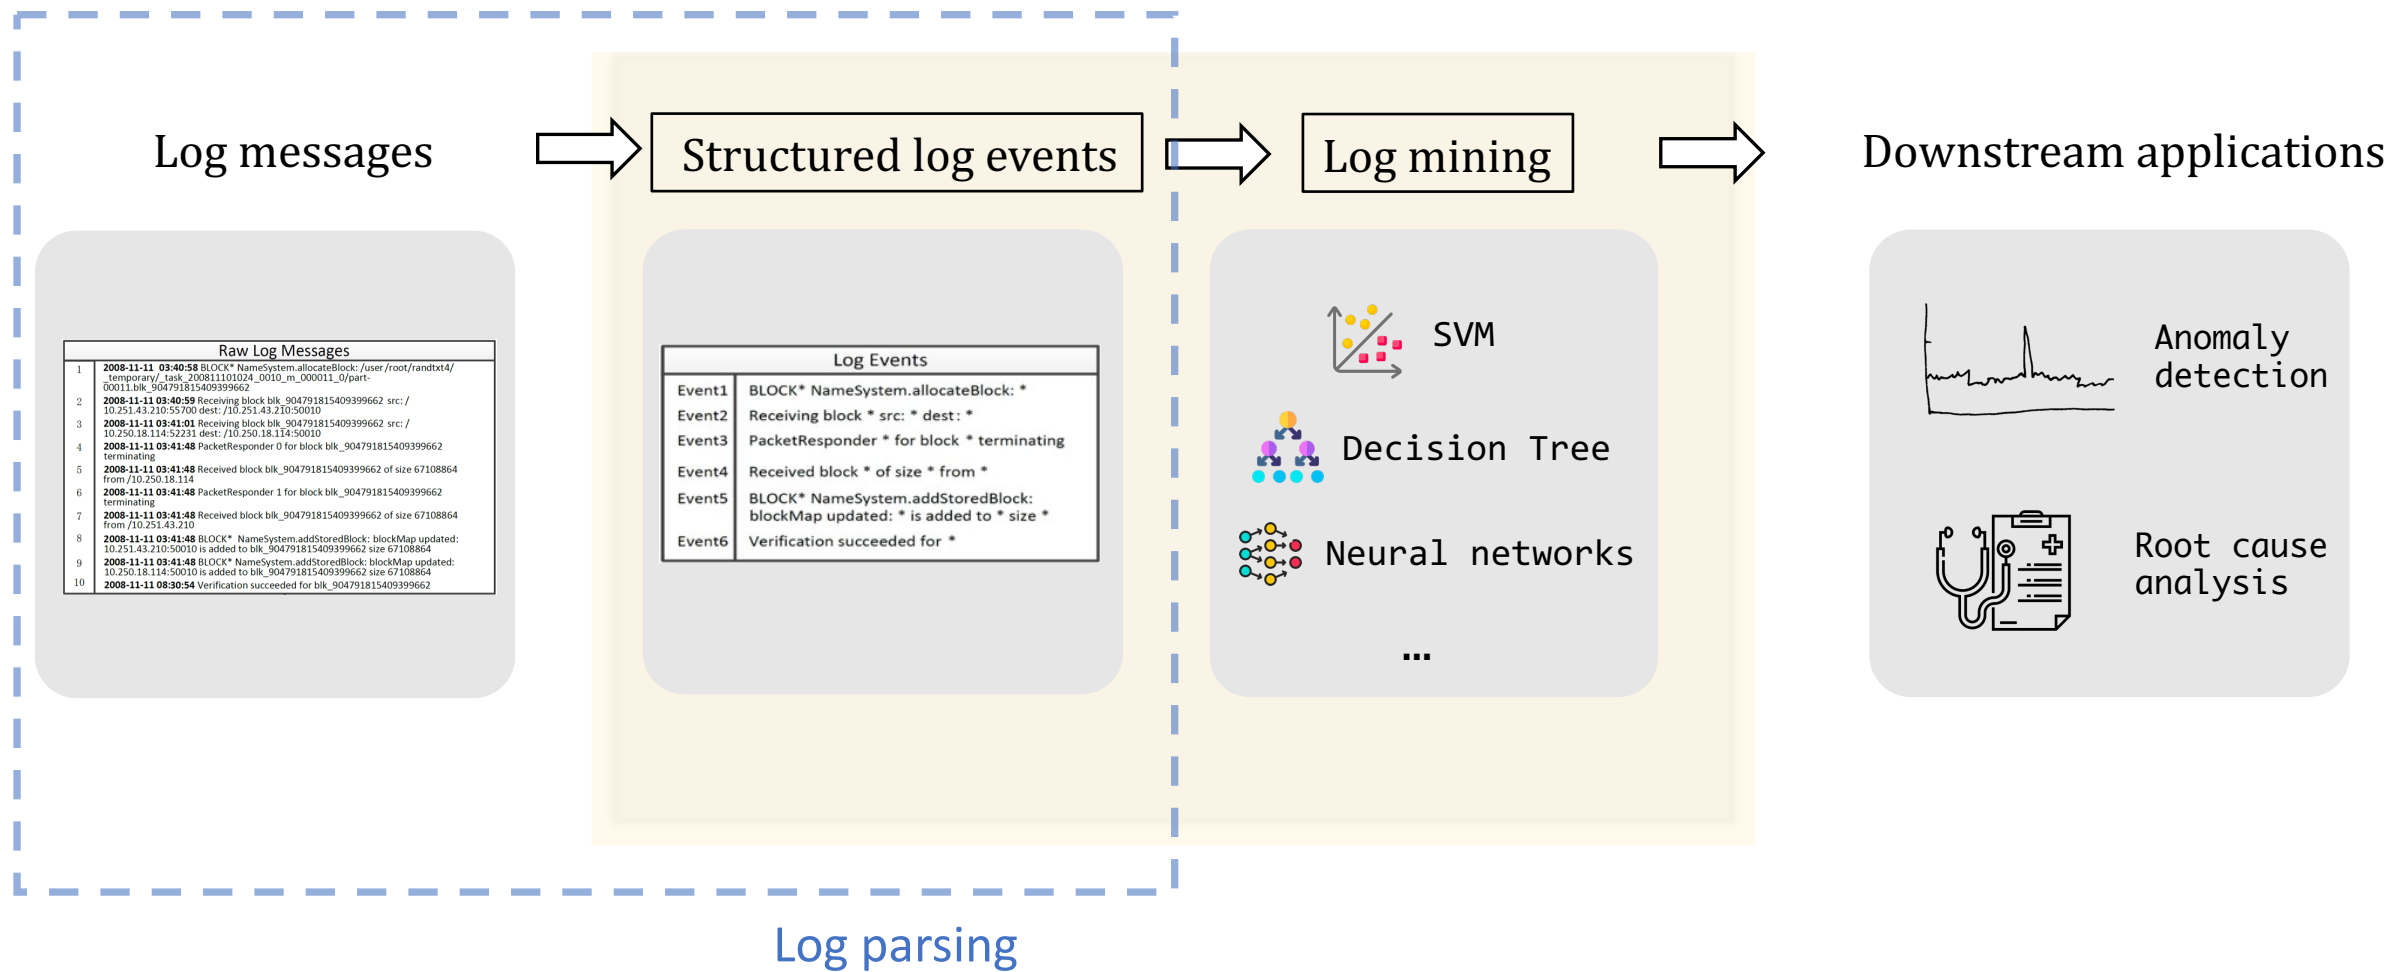 Log messages
Structured log events
Log mining
Downstream applications
Raw Log Messages
1 2008-11-11 03:40:58 BLOCK* NameSystem.allocateBlock: /user/root/randtxt4/
_temporary/_task_200811101024_0010_m_000011_0/part-
00011.blk_904791815409399662
2 2008-11-11 03:40:59 Receiving block blk_904791815409399662 src: /
10.251.43.210:55700 dest: /10.251.43.210:50010
3 2008-11-11 03:41:01 Receiving block blk_904791815409399662 src: /
10.250.18.114:52231 dest: /10.250.18.114:50010
4 2008-11-11 03:41:48 PacketResponder 0 for block blk_904791815409399662
terminating
5 2008-11-11 03:41:48 Received block blk_904791815409399662 of size 67108864
from /10.250.18.114
6 2008-11-11 03:41:48 PacketResponder 1 for block blk_904791815409399662
terminating
7 2008-11-11 03:41:48 Received block blk_904791815409399662 of size 67108864
from /10.251.43.210
8 2008-11-11 03:41:48 BLOCK* NameSystem.addStoredBlock: blockMap updated:
10.251.43.210:50010 is added to blk_904791815409399662 size 67108864
9 2008-11-11 03:41:48 BLOCK* NameSystem.addStoredBlock: blockMap updated:
10.250.18.114:50010 is added to blk_904791815409399662 size 67108864
10 2008-11-11 08:30:54 Verification succeeded for blk_904791815409399662
Log Events
Event1 BLOCK* NameSystem.allocateBlock: *
Event2 Receiving block * src: * dest: *
Event3 PacketResponder * for block * terminating
Event4 Received block * of size * from *
Event5 BLOCK* NameSystem.addStoredBlock:
blockMap updated: * is added to * size *
Event6 Verification succeeded for *
SVM
Decision Tree
Neural networks
...
Anomaly
detection
Root cause
analysis
Log parsing